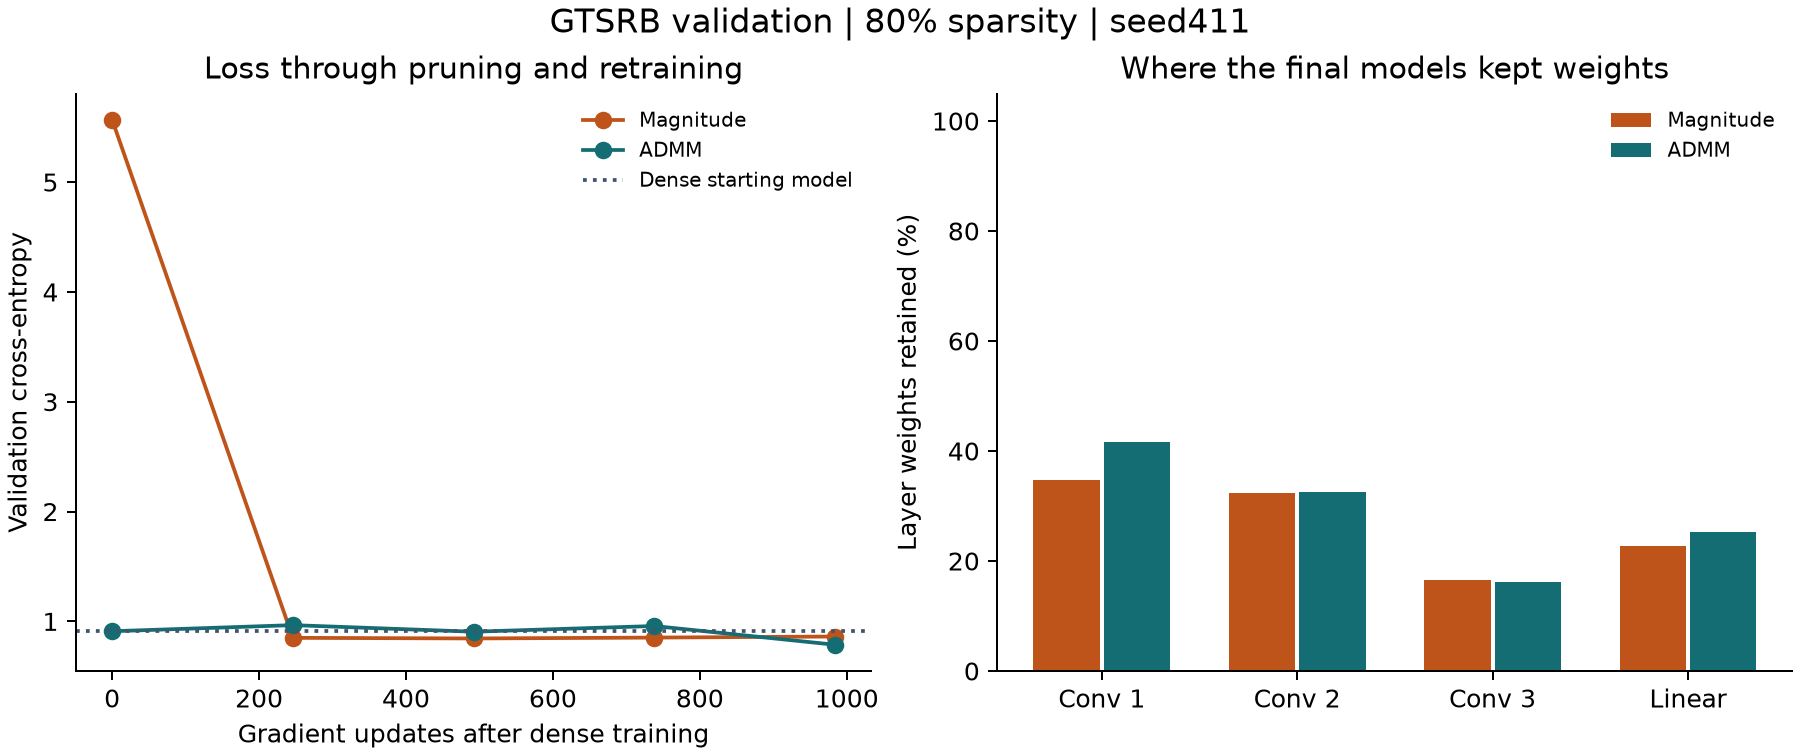 GTSRB validation | 80% sparsity | seed411
Loss through pruning and retraining
Magnitude
ADMM
Dense starting model
Validation cross-entropy
5
4
3
2
1
0 200 400 600 800 1000
Gradient updates after dense training
Where the final models kept weights
Magnitude
ADMM
Layer weights retained (%)
100
80
60
40
20
0
Conv 1 Conv 2 Conv 3 Linear